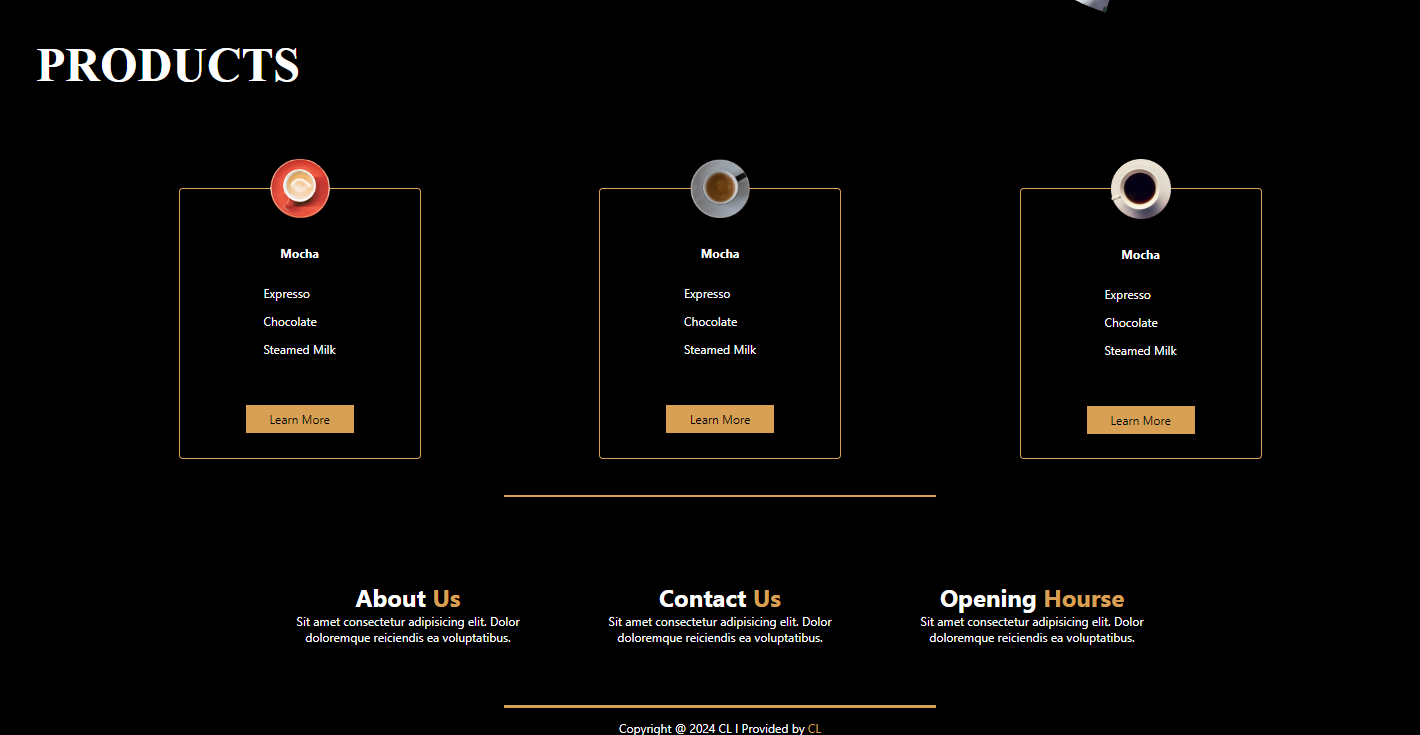 PRODUCTS
Mocha
Expresso
Chocolate
Steamed Milk
Learn More
Mocha
Expresso
Chocolate
Steamed Milk
Learn More
Mocha
Expresso
Chocolate
Steamed Milk
Learn More
About Us
Sit amet consectetur adipisicing elit. Dolor
doloremque reiciendis ea voluptatibus.
Contact Us
Sit amet consectetur adipisicing elit. Dolor
doloremque reiciendis ea voluptatibus.
Opening Hourse
Sit amet consectetur adipisicing elit. Dolor
doloremque reiciendis ea voluptatibus.
Copyright @ 2024 CL I Provided by CL